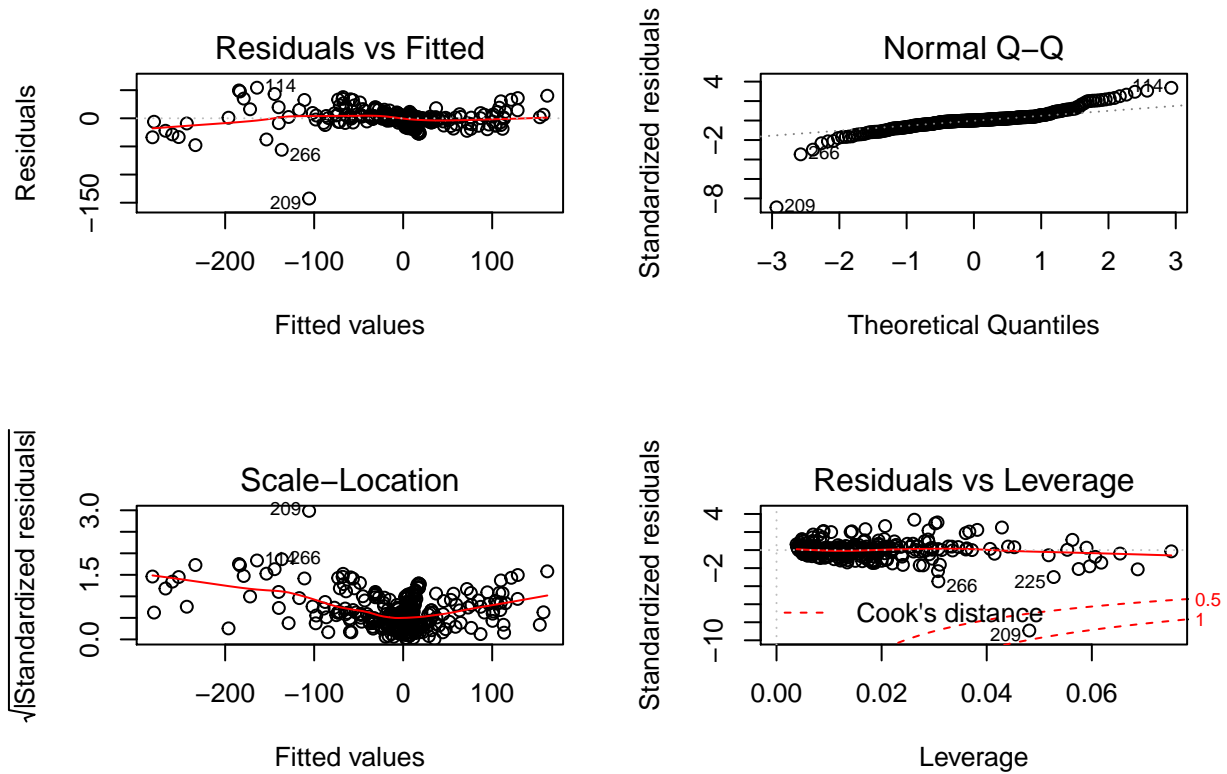 Residuals vs Fitted
Residuals
0
−150
114
266
209
−200 −100 0 100
Fitted values
Normal Q−Q
Standardized residuals
4
−2
−8
114
266
209
−3 −2 −1 0 1 2 3
Theoretical Quantiles
Scale−Location
√|Standardized residuals|
3.0
1.5
0.0
209
114
266
−200 −100 0 100
Fitted values
Residuals vs Leverage
Standardized residuals
4
−2
−10
266
225
Cook's distance
209
0.5
1
0.00 0.02 0.04 0.06
Leverage